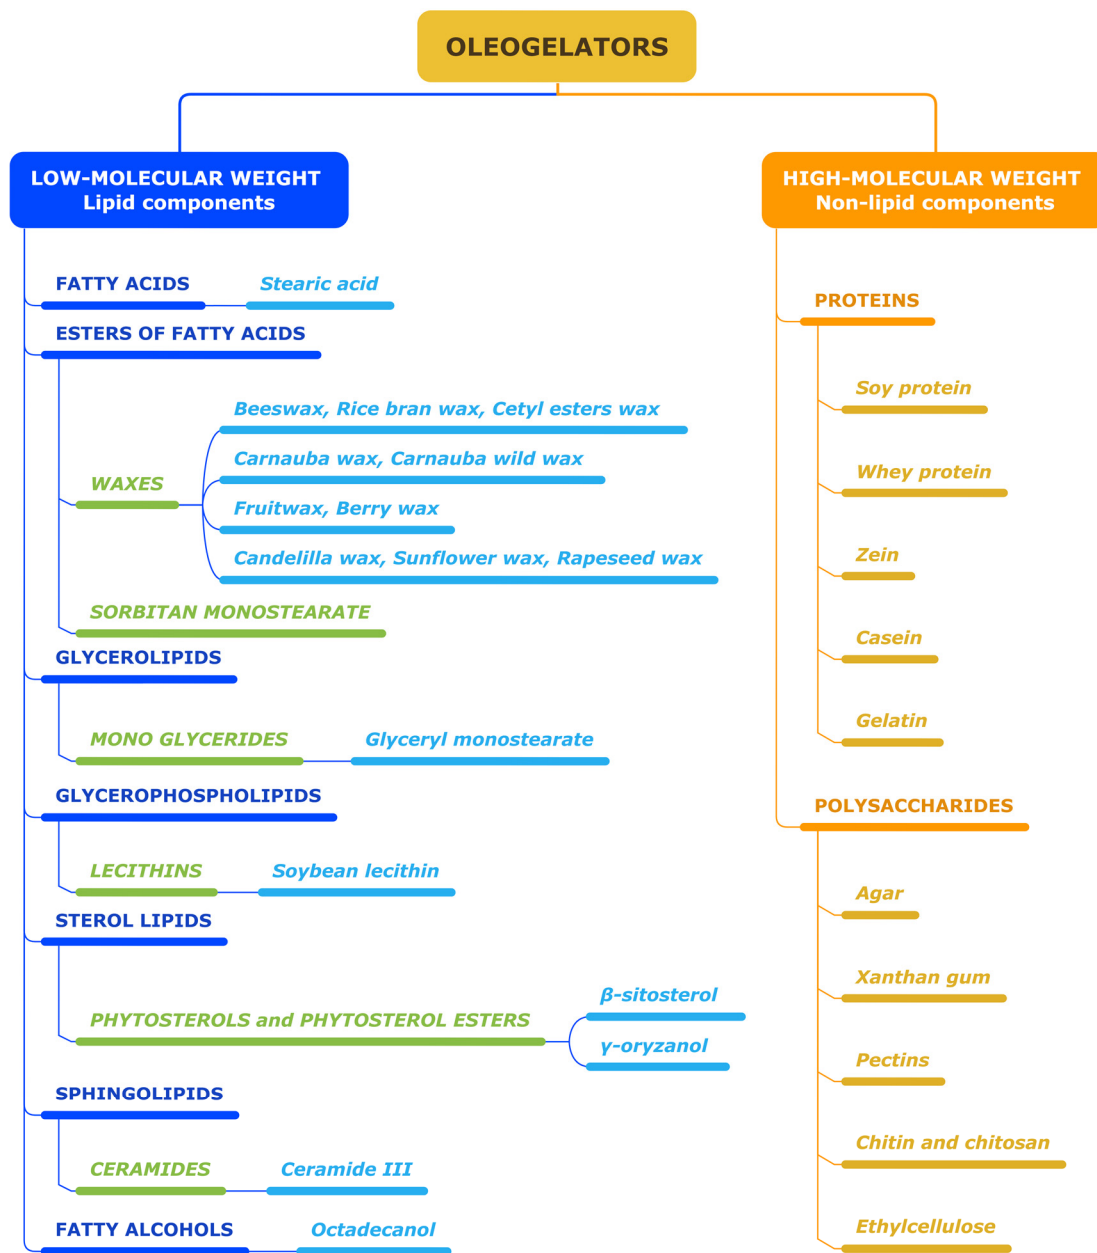 OLEOGELATORS
LOW-MOLECULAR WEIGHT
Lipid components
FATTY ACIDS
Stearic acid
ESTERS OF FATTY ACIDS
WAXES
Beeswax, Rice bran wax, Cetyl esters wax
Carnauba wax, Carnauba wild wax
Fruitwax, Berry wax
Candelilla wax, Sunflower wax, Rapeseed wax
SORBITAN MONOSTEARATE
GLYCEROLIPIDS
MONO GLYCERIDES
Glyceryl monostearate
GLYCEROPHOSPHOLIPIDS
LECITHINS
Soybean lecithin
STEROL LIPIDS
PHYTOSTEROLS and PHYTOSTEROL ESTERS
β-sitosterol
γ-oryzanol
SPHINGOLIPIDS
CERAMIDES
Ceramide III
FATTY ALCOHOLS
Octadecanol
HIGH-MOLECULAR WEIGHT
Non-lipid components
PROTEINS
Soy protein
Whey protein
Zein
Casein
Gelatin
POLYSACCHARIDES
Agar
Xanthan gum
Pectins
Chitin and chitosan
Ethylcellulose